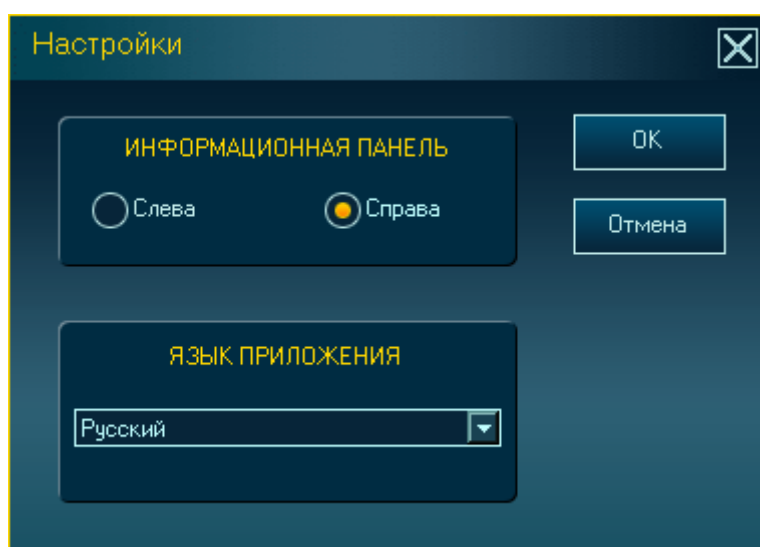 Настройки
ИНФОРМАЦИОННАЯ ПАНЕЛЬ
Слева
Справа
OK
Отмена
ЯЗЫК ПРИЛОЖЕНИЯ
Русский